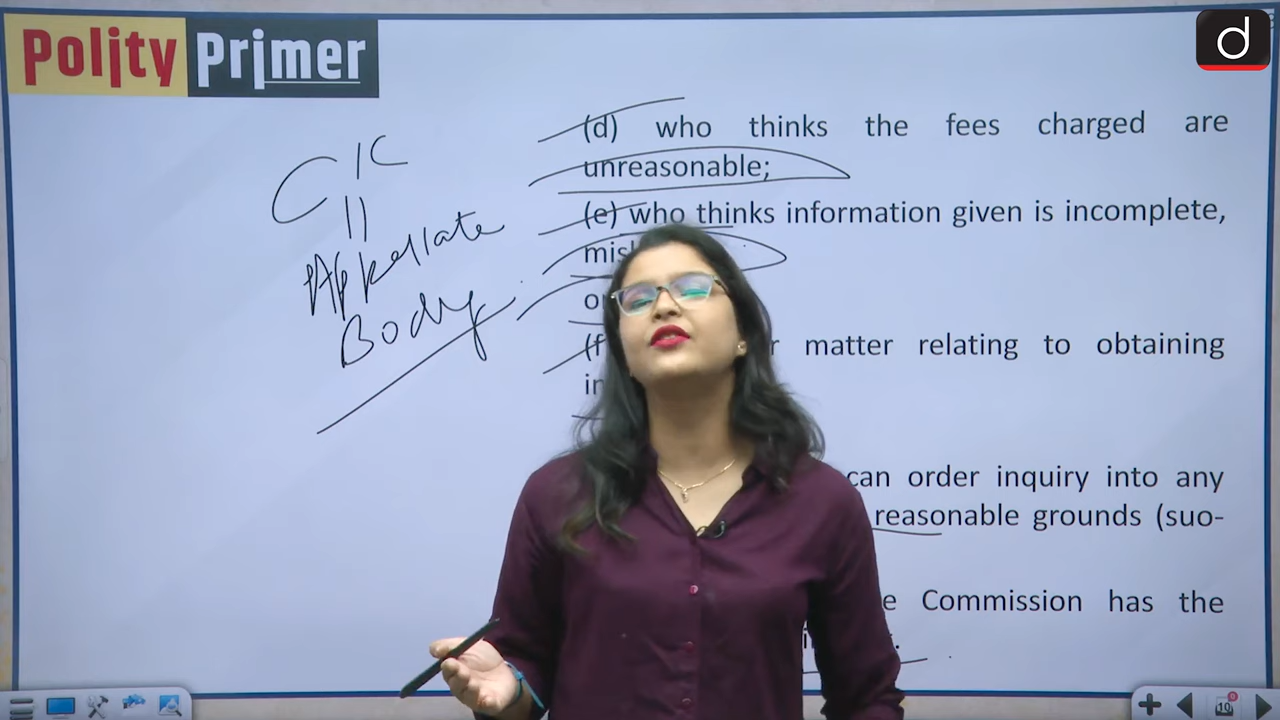 Polity Primer
d
CIC
Appellate
Body
(d) who thinks the fees charged are
unreasonable;
(e) who thinks information given is incomplete,
(f
matter relating to obtaining
can order inquiry into any
reasonable grounds (suo-
Commission has the
10